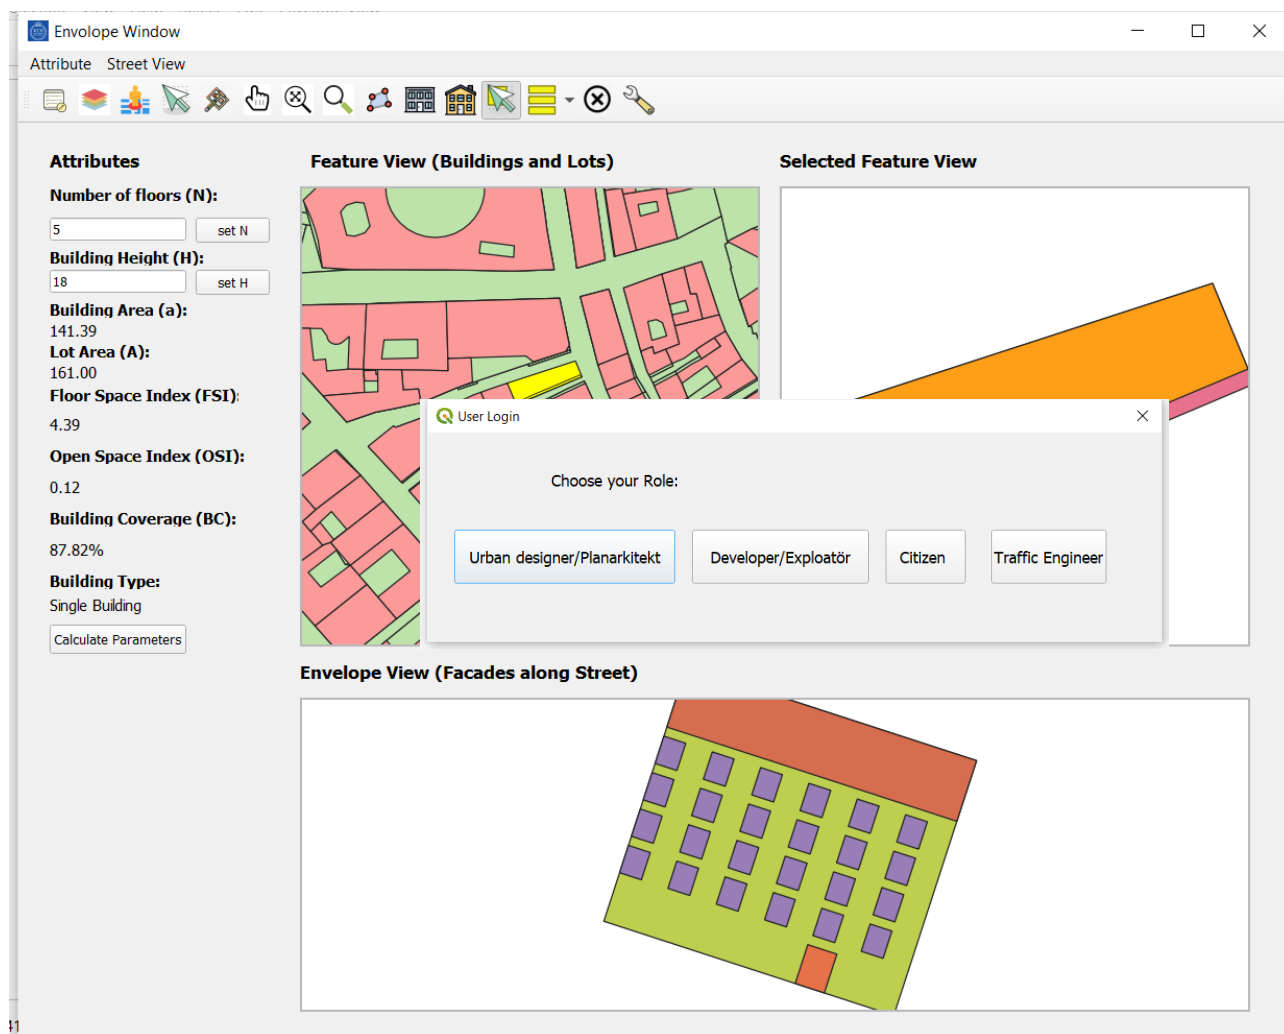 Envolope Window
Attribute Street View
Attributes
Number of floors (N):
5
set N
Building Height (H):
18
set H
Building Area (a):
141.39
Lot Area (A):
161.00
Floor Space Index (FSI):
4.39
Open Space Index (OSI):
0.12
Building Coverage (BC):
87.82%
Building Type:
Single Building
Calculate Parameters
Feature View (Buildings and Lots)
Selected Feature View
User Login
Choose your Role:
Urban designer/Planarkitekt
Developer/Exploatör
Citizen
Traffic Engineer
Envelope View (Facades along Street)
41